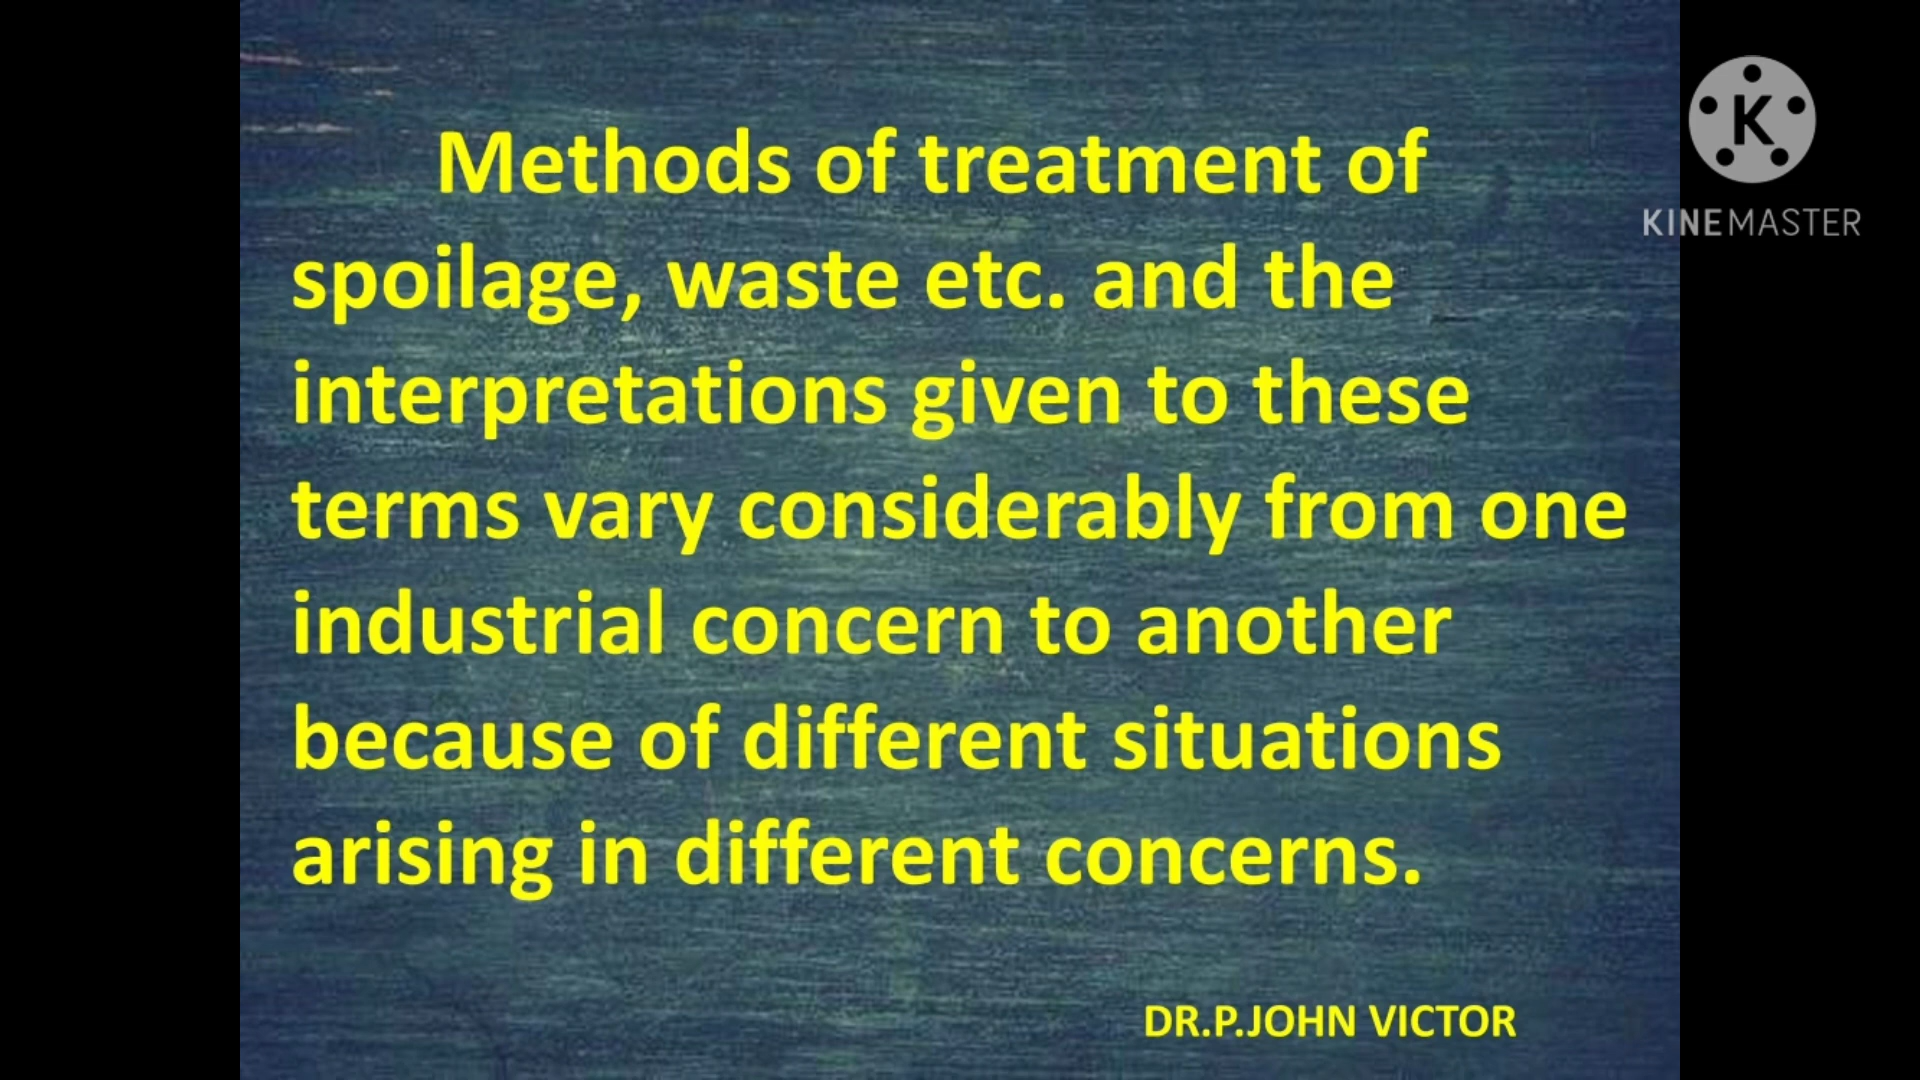 Methods of treatment of
spoilage, waste etc. and the
interpretations given to these
terms vary considerably from one
industrial concern to another
because of different situations
arising in different concerns.
DR.P.JOHN VICTOR
K
KINEMASTER